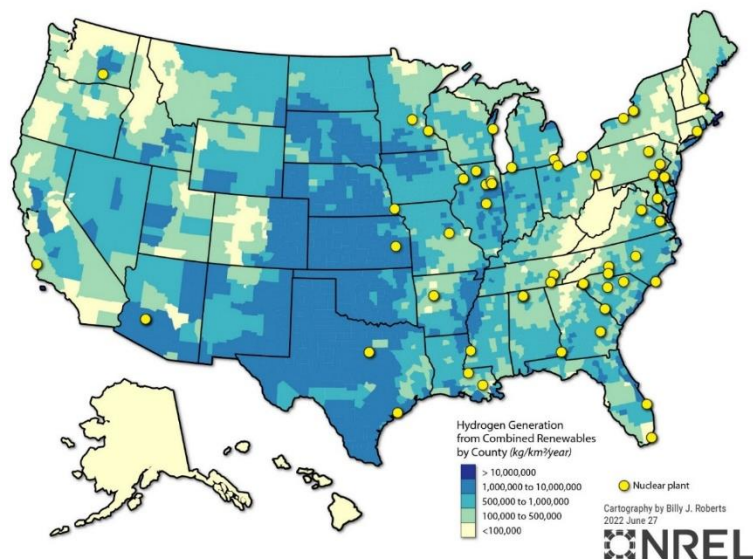 Hydrogen Generation
from Combined Renewables
by County (kg/km²/year)
> 10,000,000
1,000,000 to 10,000,000
500,000 to 1,000,000
100,000 to 500,000
<100,000
Nuclear plant
Cartography by Billy J. Roberts
2022 June 27
NREL